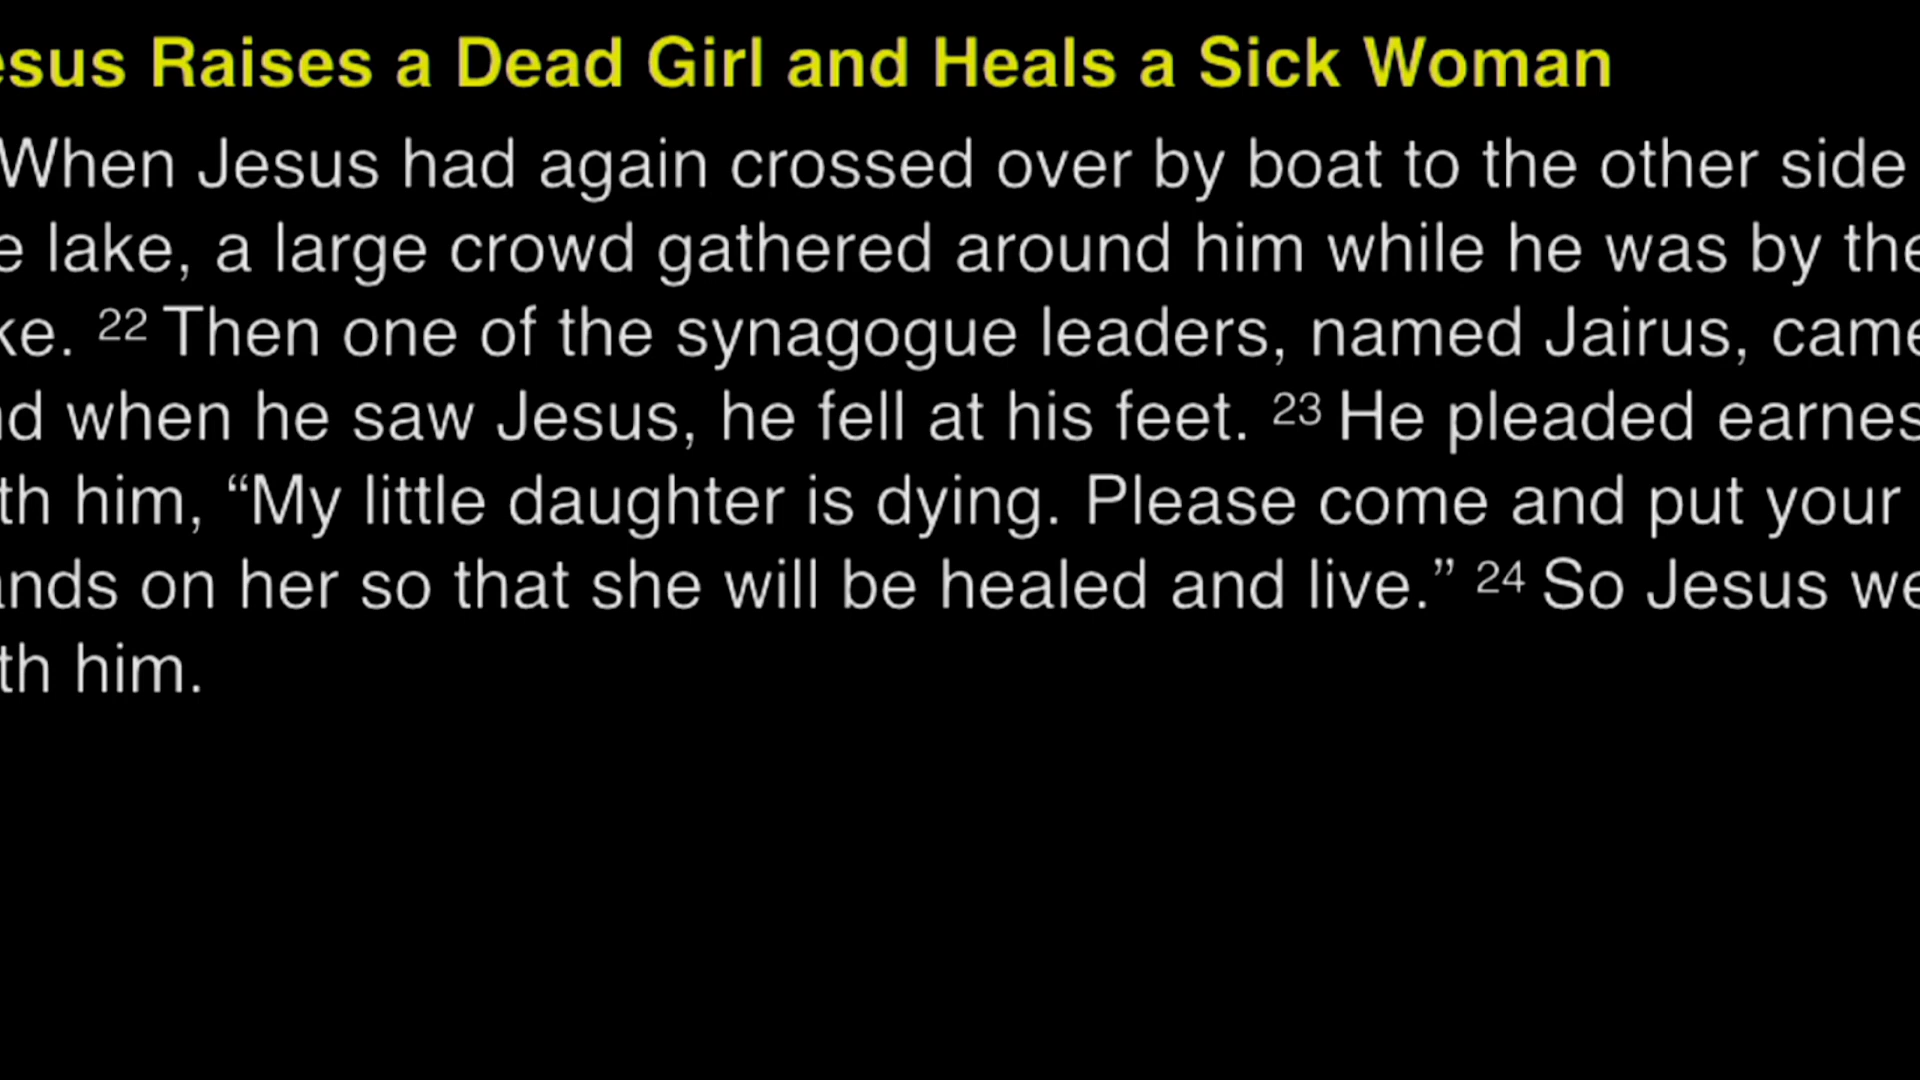 esus Raises a Dead Girl and Heals a Sick Woman
When Jesus had again crossed over by boat to the other side
e lake, a large crowd gathered around him while he was by the
ke. 22 Then one of the synagogue leaders, named Jairus, came
d when he saw Jesus, he fell at his feet. 23 He pleaded earnes
th him, “My little daughter is dying. Please come and put your
nds on her so that she will be healed and live.” 24 So Jesus we
th him.